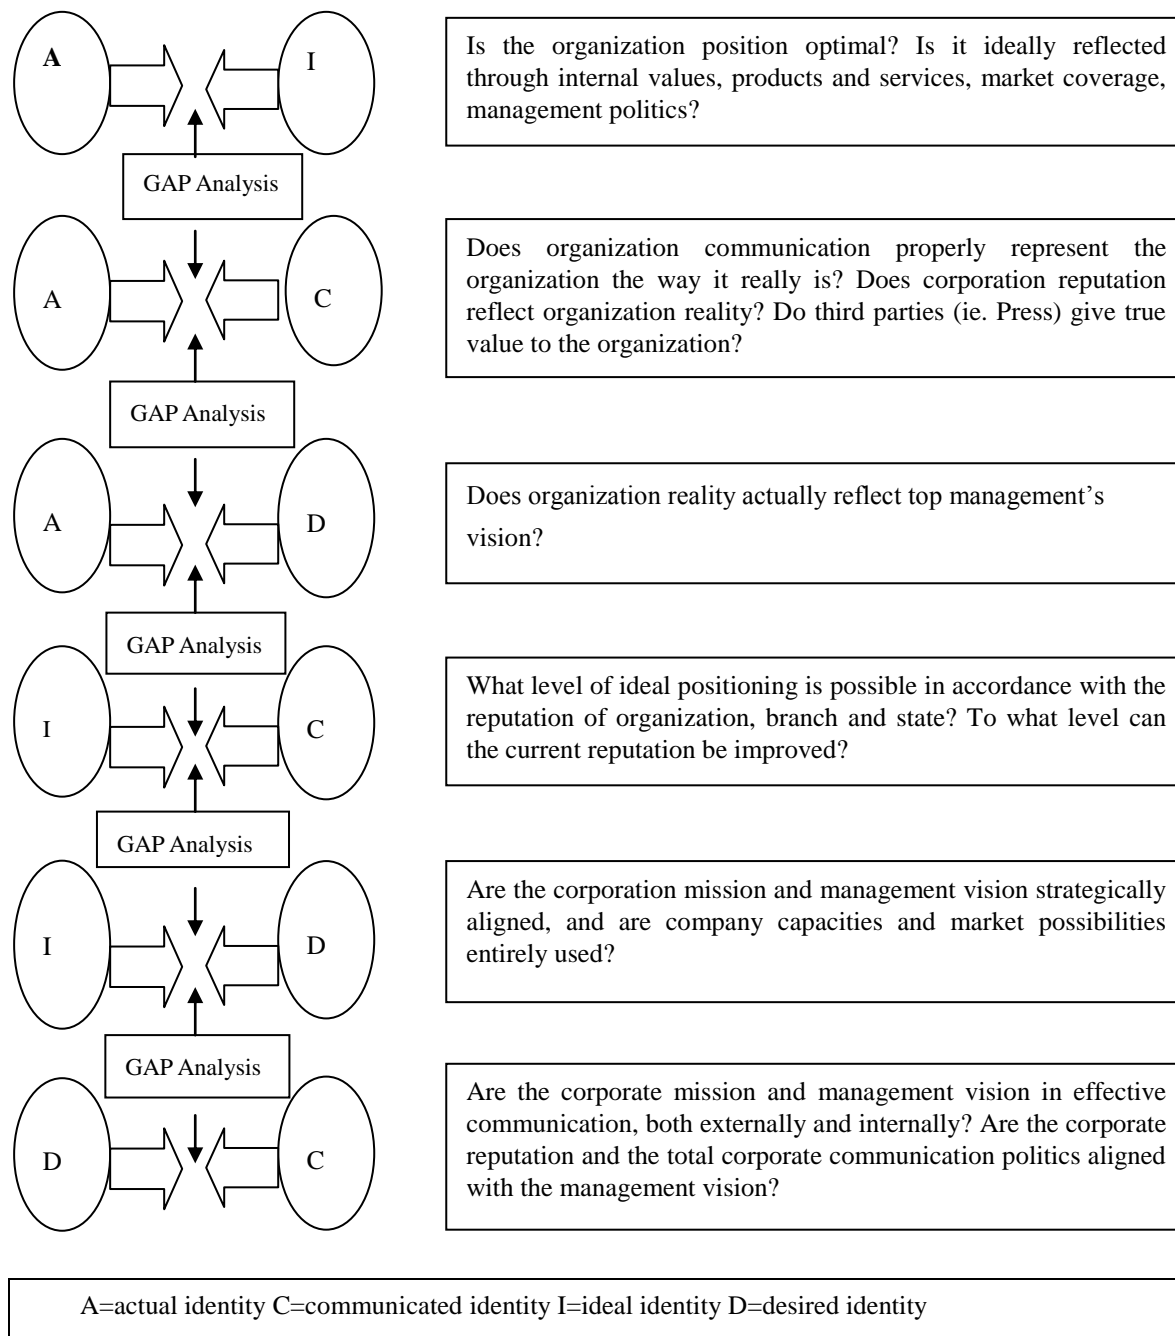 A
I
Is the organization position optimal? Is it ideally reflected
through internal values, products and services, market coverage,
management politics?
GAP Analysis
A
C
Does organization communication properly represent the
organization the way it really is? Does corporation reputation
reflect organization reality? Do third parties (ie. Press) give true
value to the organization?
GAP Analysis
A
D
Does organization reality actually reflect top management’s
vision?
GAP Analysis
I
C
What level of ideal positioning is possible in accordance with the
reputation of organization, branch and state? To what level can
the current reputation be improved?
GAP Analysis
I
D
Are the corporation mission and management vision strategically
aligned, and are company capacities and market possibilities
entirely used?
GAP Analysis
D
C
Are the corporate mission and management vision in effective
communication, both externally and internally? Are the corporate
reputation and the total corporate communication politics aligned
with the management vision?
A=actual identity C=communicated identity I=ideal identity D=desired identity